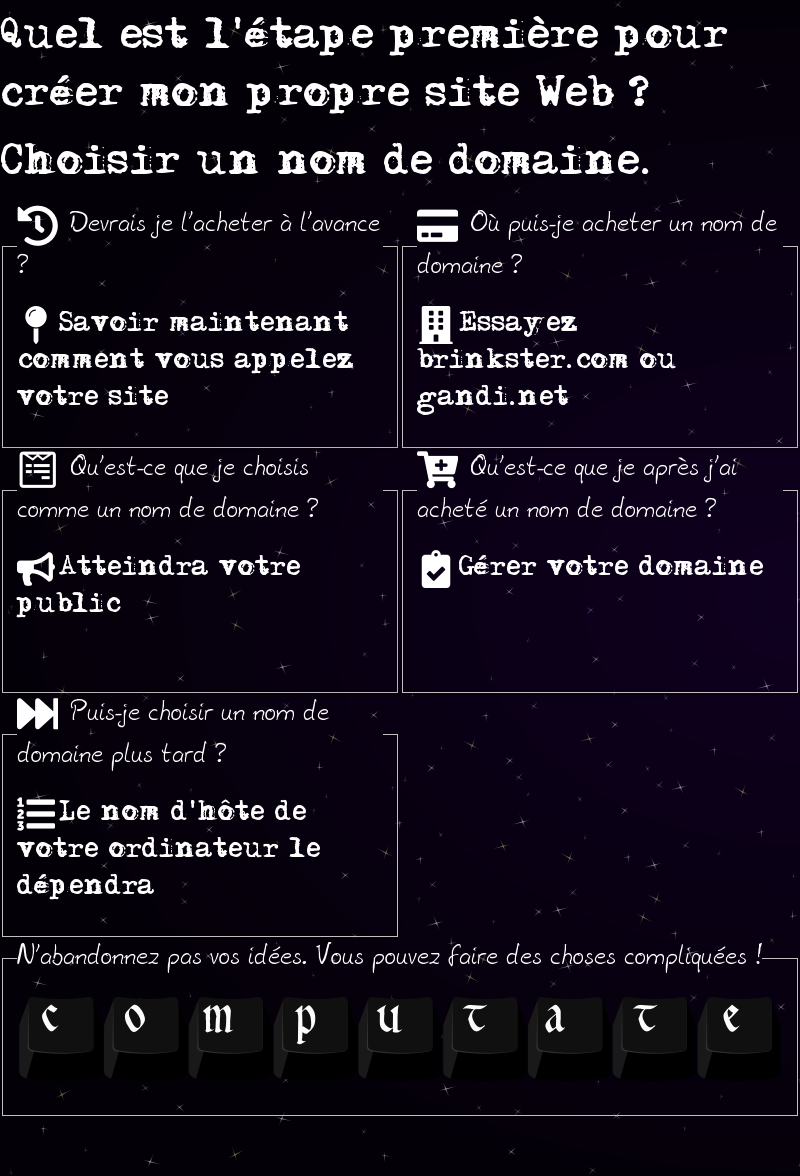 Quel est l'étape première pour
créer mon propre site Web ?
Choisir un nom de domaine.
Devrais je l'acheter à l'avance
?
Savoir maintenant
comment vous appelez
votre site
Où puis-je acheter un nom de
domaine ?
Essayez
brinkster.com ou
gandi.net
Qu'est-ce que je choisis
comme un nom de domaine ?
Atteindra votre
public
Qu'est-ce que je après j'ai
acheté un nom de domaine ?
Gérer votre domaine
Puis-je choisir un nom de
domaine plus tard ?
Le nom d'hôte de
votre ordinateur le
dépendra
N'abandonnez pas vos idées. Vous pouvez faire des choses compliquées !
c o m p u t a t e